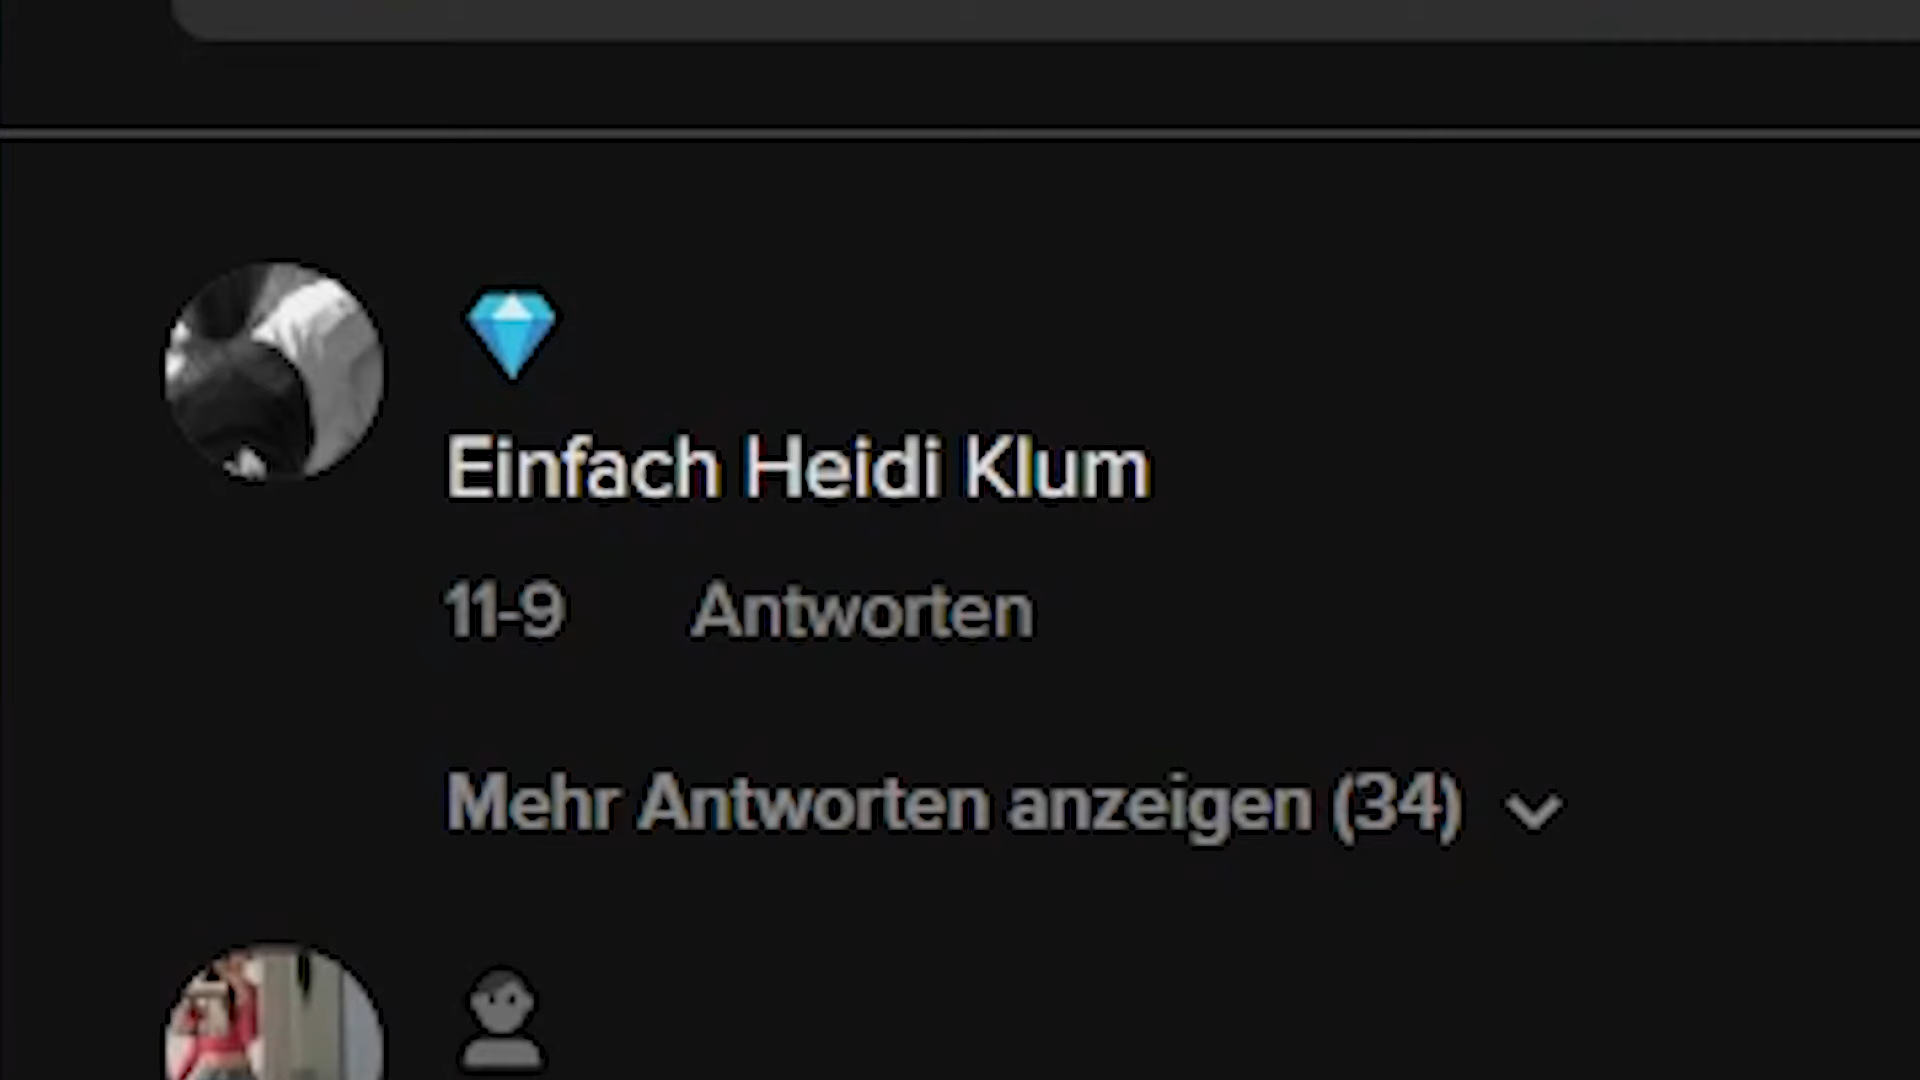 💎
Einfach Heidi Klum
11-9 Antworten
Mehr Antworten anzeigen (34)